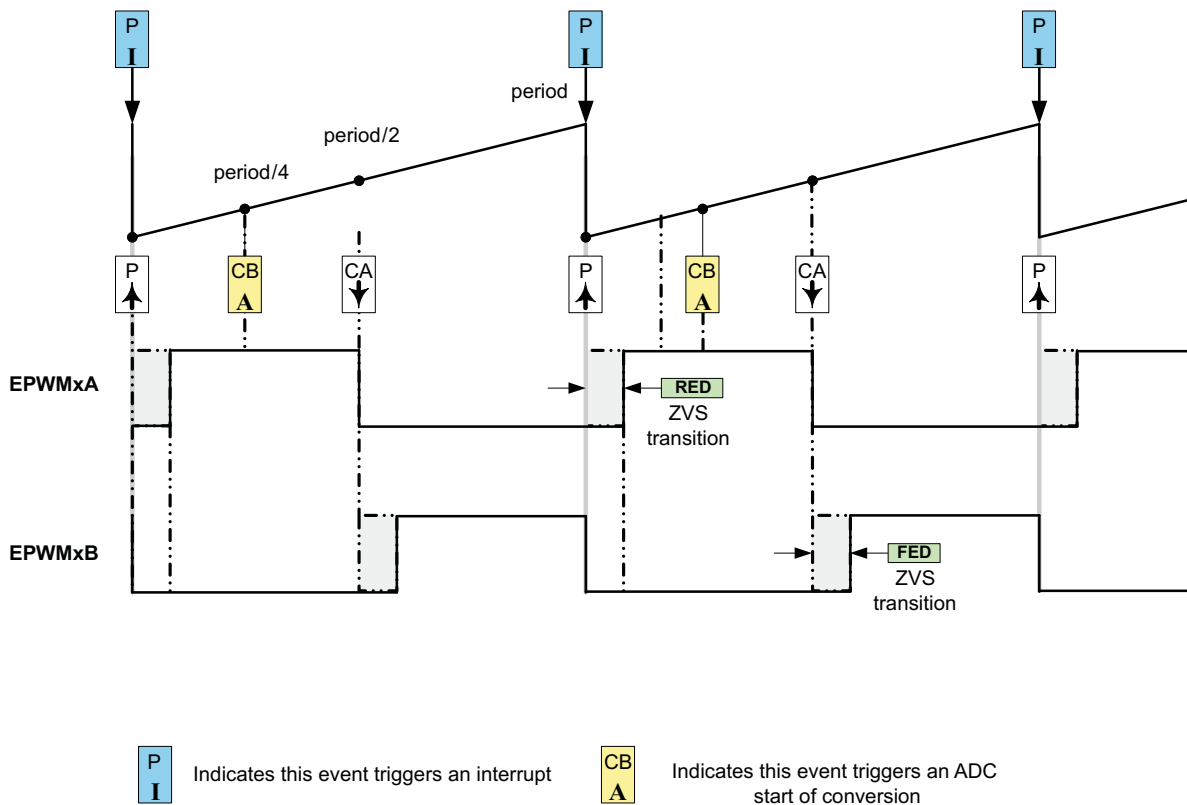 P
I
P
I
P
I
period
period/2
period/4
P
CB
A
CA
P
CB
A
CA
P
EPWMxA
RED
ZVS
transition
EPWMxB
FED
ZVS
transition
P
I
Indicates this event triggers an interrupt
CB
A
Indicates this event triggers an ADC
start of conversion